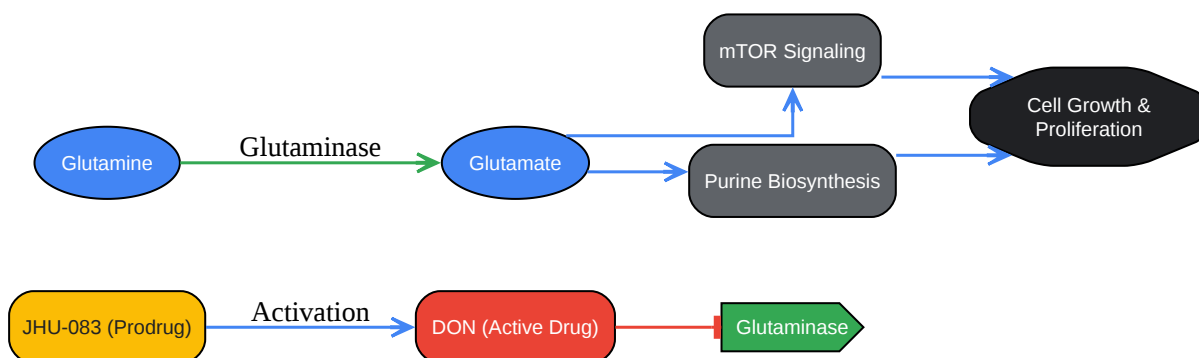 mTOR Signaling
Cell Growth &
Proliferation
Glutamine
Glutaminase
Glutamate
Purine Biosynthesis
JHU-083 (Prodrug)
Activation
DON (Active Drug)
Glutaminase